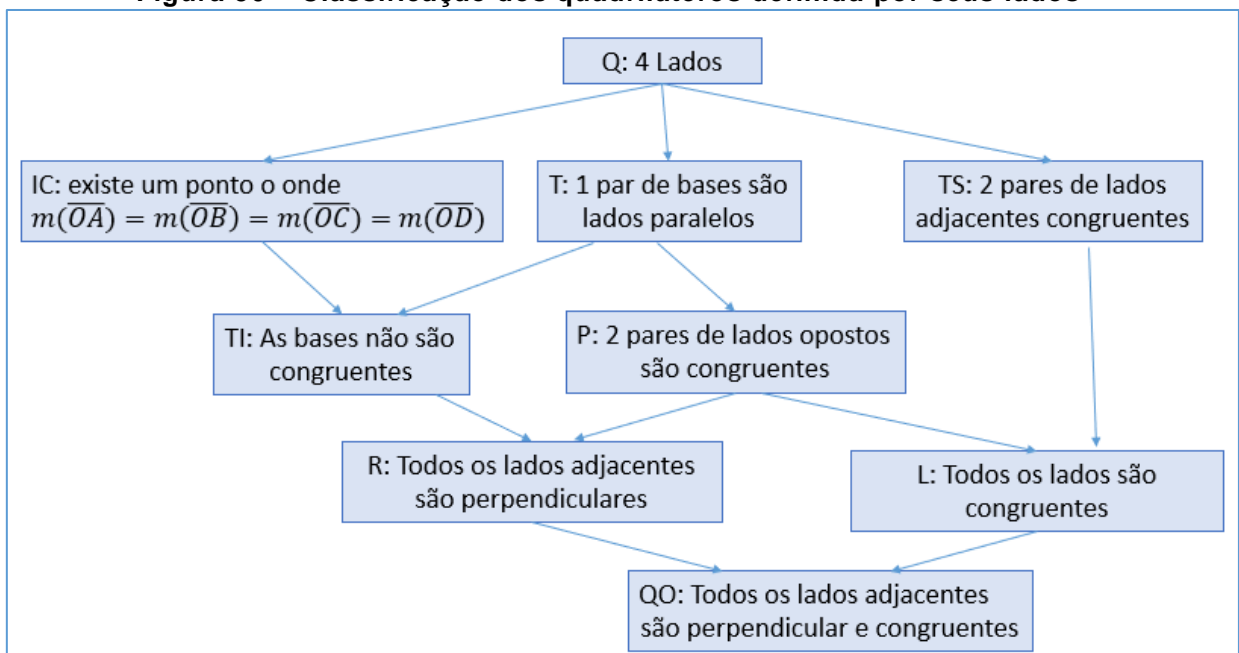 Q: 4 Lados
IC: existe um ponto o onde
m(OA) = m(OB) = m(OC) = m(OD)
T: 1 par de bases são
lados paralelos
TS: 2 pares de lados
adjacentes congruentes
TI: As bases não são
congruentes
P: 2 pares de lados opostos
são congruentes
R: Todos os lados adjacentes
são perpendiculares
L: Todos os lados são
congruentes
QO: Todos os lados adjacentes
são perpendicular e congruentes